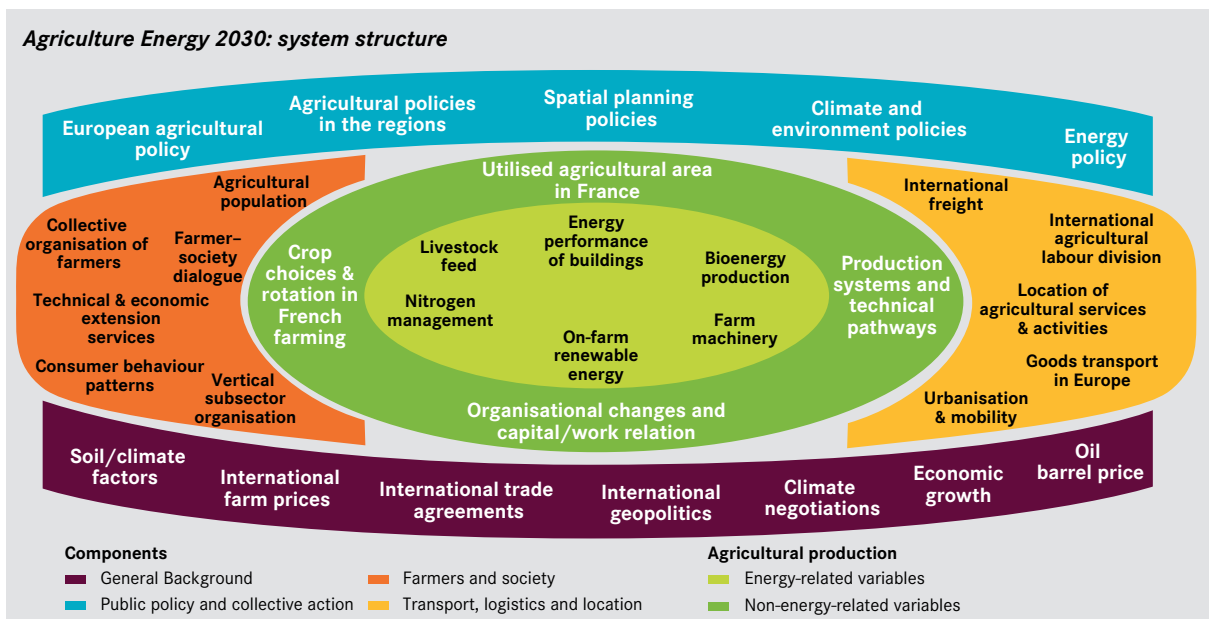 Agriculture Energy 2030: system structure
European agricultural
policy
Agricultural policies
in the regions
Spatial planning
policies
Climate and
environment policies
Energy
policy
Agricultural
population
Collective
organisation of
farmers
Farmer–
society
dialogue
Technical & economic
extension
services
Consumer behaviour
patterns
Vertical
subsector
organisation
Utilised agricultural area
in France
Crop
choices &
rotation in
French
farming
Livestock
feed
Energy
performance
of buildings
Bioenergy
production
Nitrogen
management
On-farm
renewable
energy
Farm
machinery
Production
systems and
technical
pathways
Organisational changes and
capital/work relation
International
freight
International
agricultural
labour division
Location of
agricultural services
& activities
Goods transport
in Europe
Urbanisation
& mobility
Soil/climate
factors
International
farm prices
International trade
agreements
International
geopolitics
Climate
negotiations
Economic
growth
Oil
barrel price
Components
General Background
Public policy and collective action
Farmers and society
Transport, logistics and location
Agricultural production
Energy-related variables
Non-energy-related variables